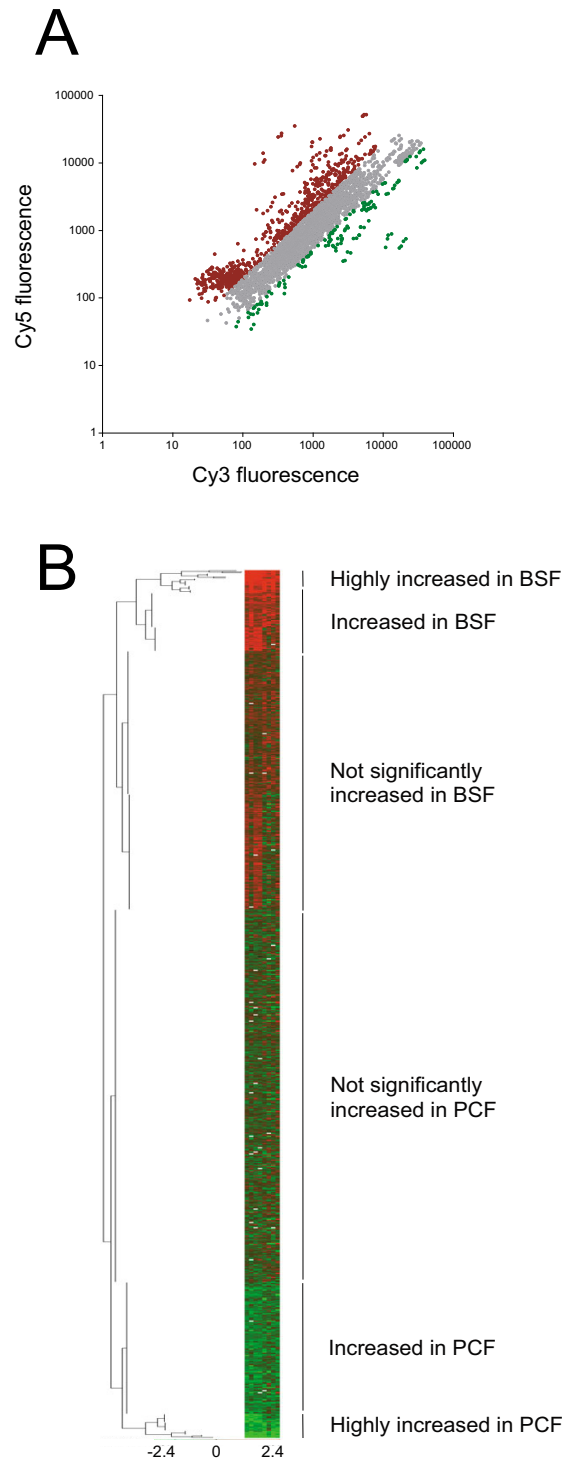 A
100000
10000
1000
100
10
1
Cy5 fluorescence
1
10
100
1000
10000
100000
Cy3 fluorescence
B
Highly increased in BSF
Increased in BSF
Not significantly
increased in BSF
Not significantly
increased in PCF
Increased in PCF
Highly increased in PCF
-2.4
0
2.4